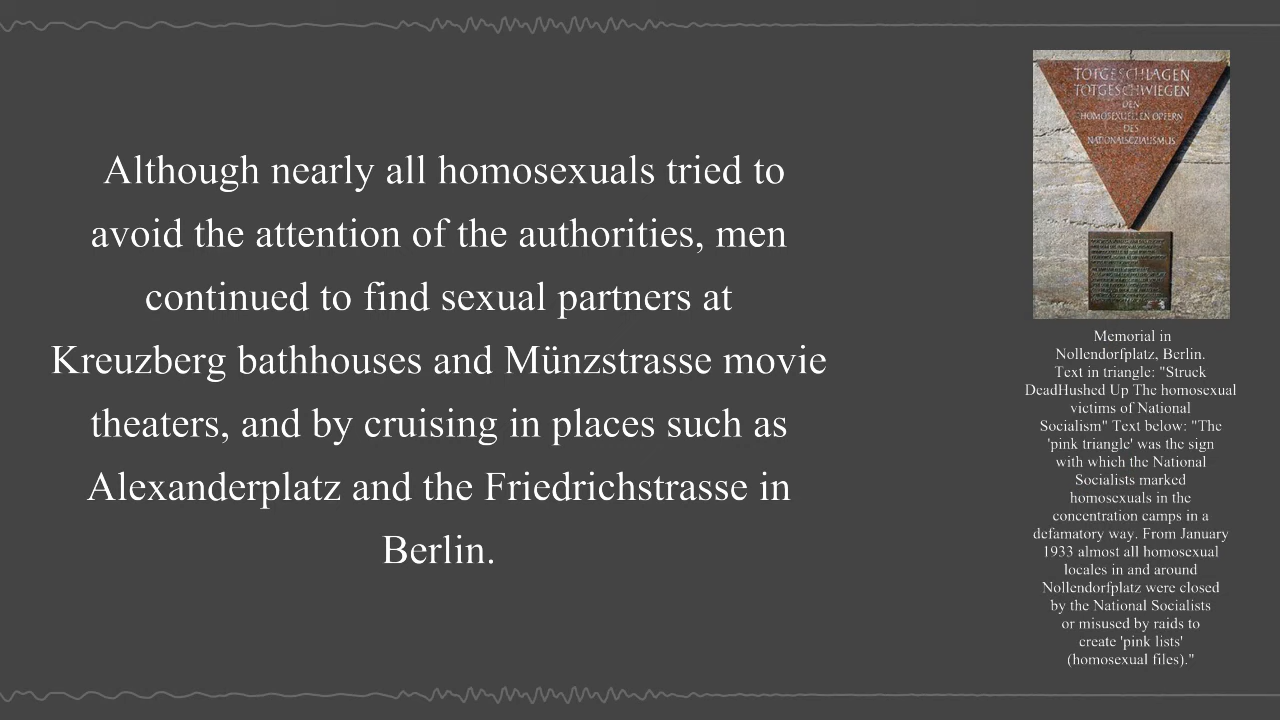 Although nearly all homosexuals tried to
avoid the attention of the authorities, men
continued to find sexual partners at
Kreuzberg bathhouses and Münzstrasse movie
theaters, and by cruising in places such as
Alexanderplatz and the Friedrichstrasse in
Berlin.
TOTGESCHLAGEN
TOTGESCHWIEGEN
DEN
HOMOSEXUELLEN OPFERN
DES
NATIONALSOZIALISMUS
Memorial in
Nollendorfplatz, Berlin.
Text in triangle: "Struck
DeadHushed Up The homosexual
victims of National
Socialism" Text below: "The
'pink triangle' was the sign
with which the National
Socialists marked
homosexuals in the
concentration camps in a
defamatory way. From January
1933 almost all homosexual
locales in and around
Nollendorfplatz were closed
by the National Socialists
or misused by raids to
create 'pink lists'
(homosexual files)."